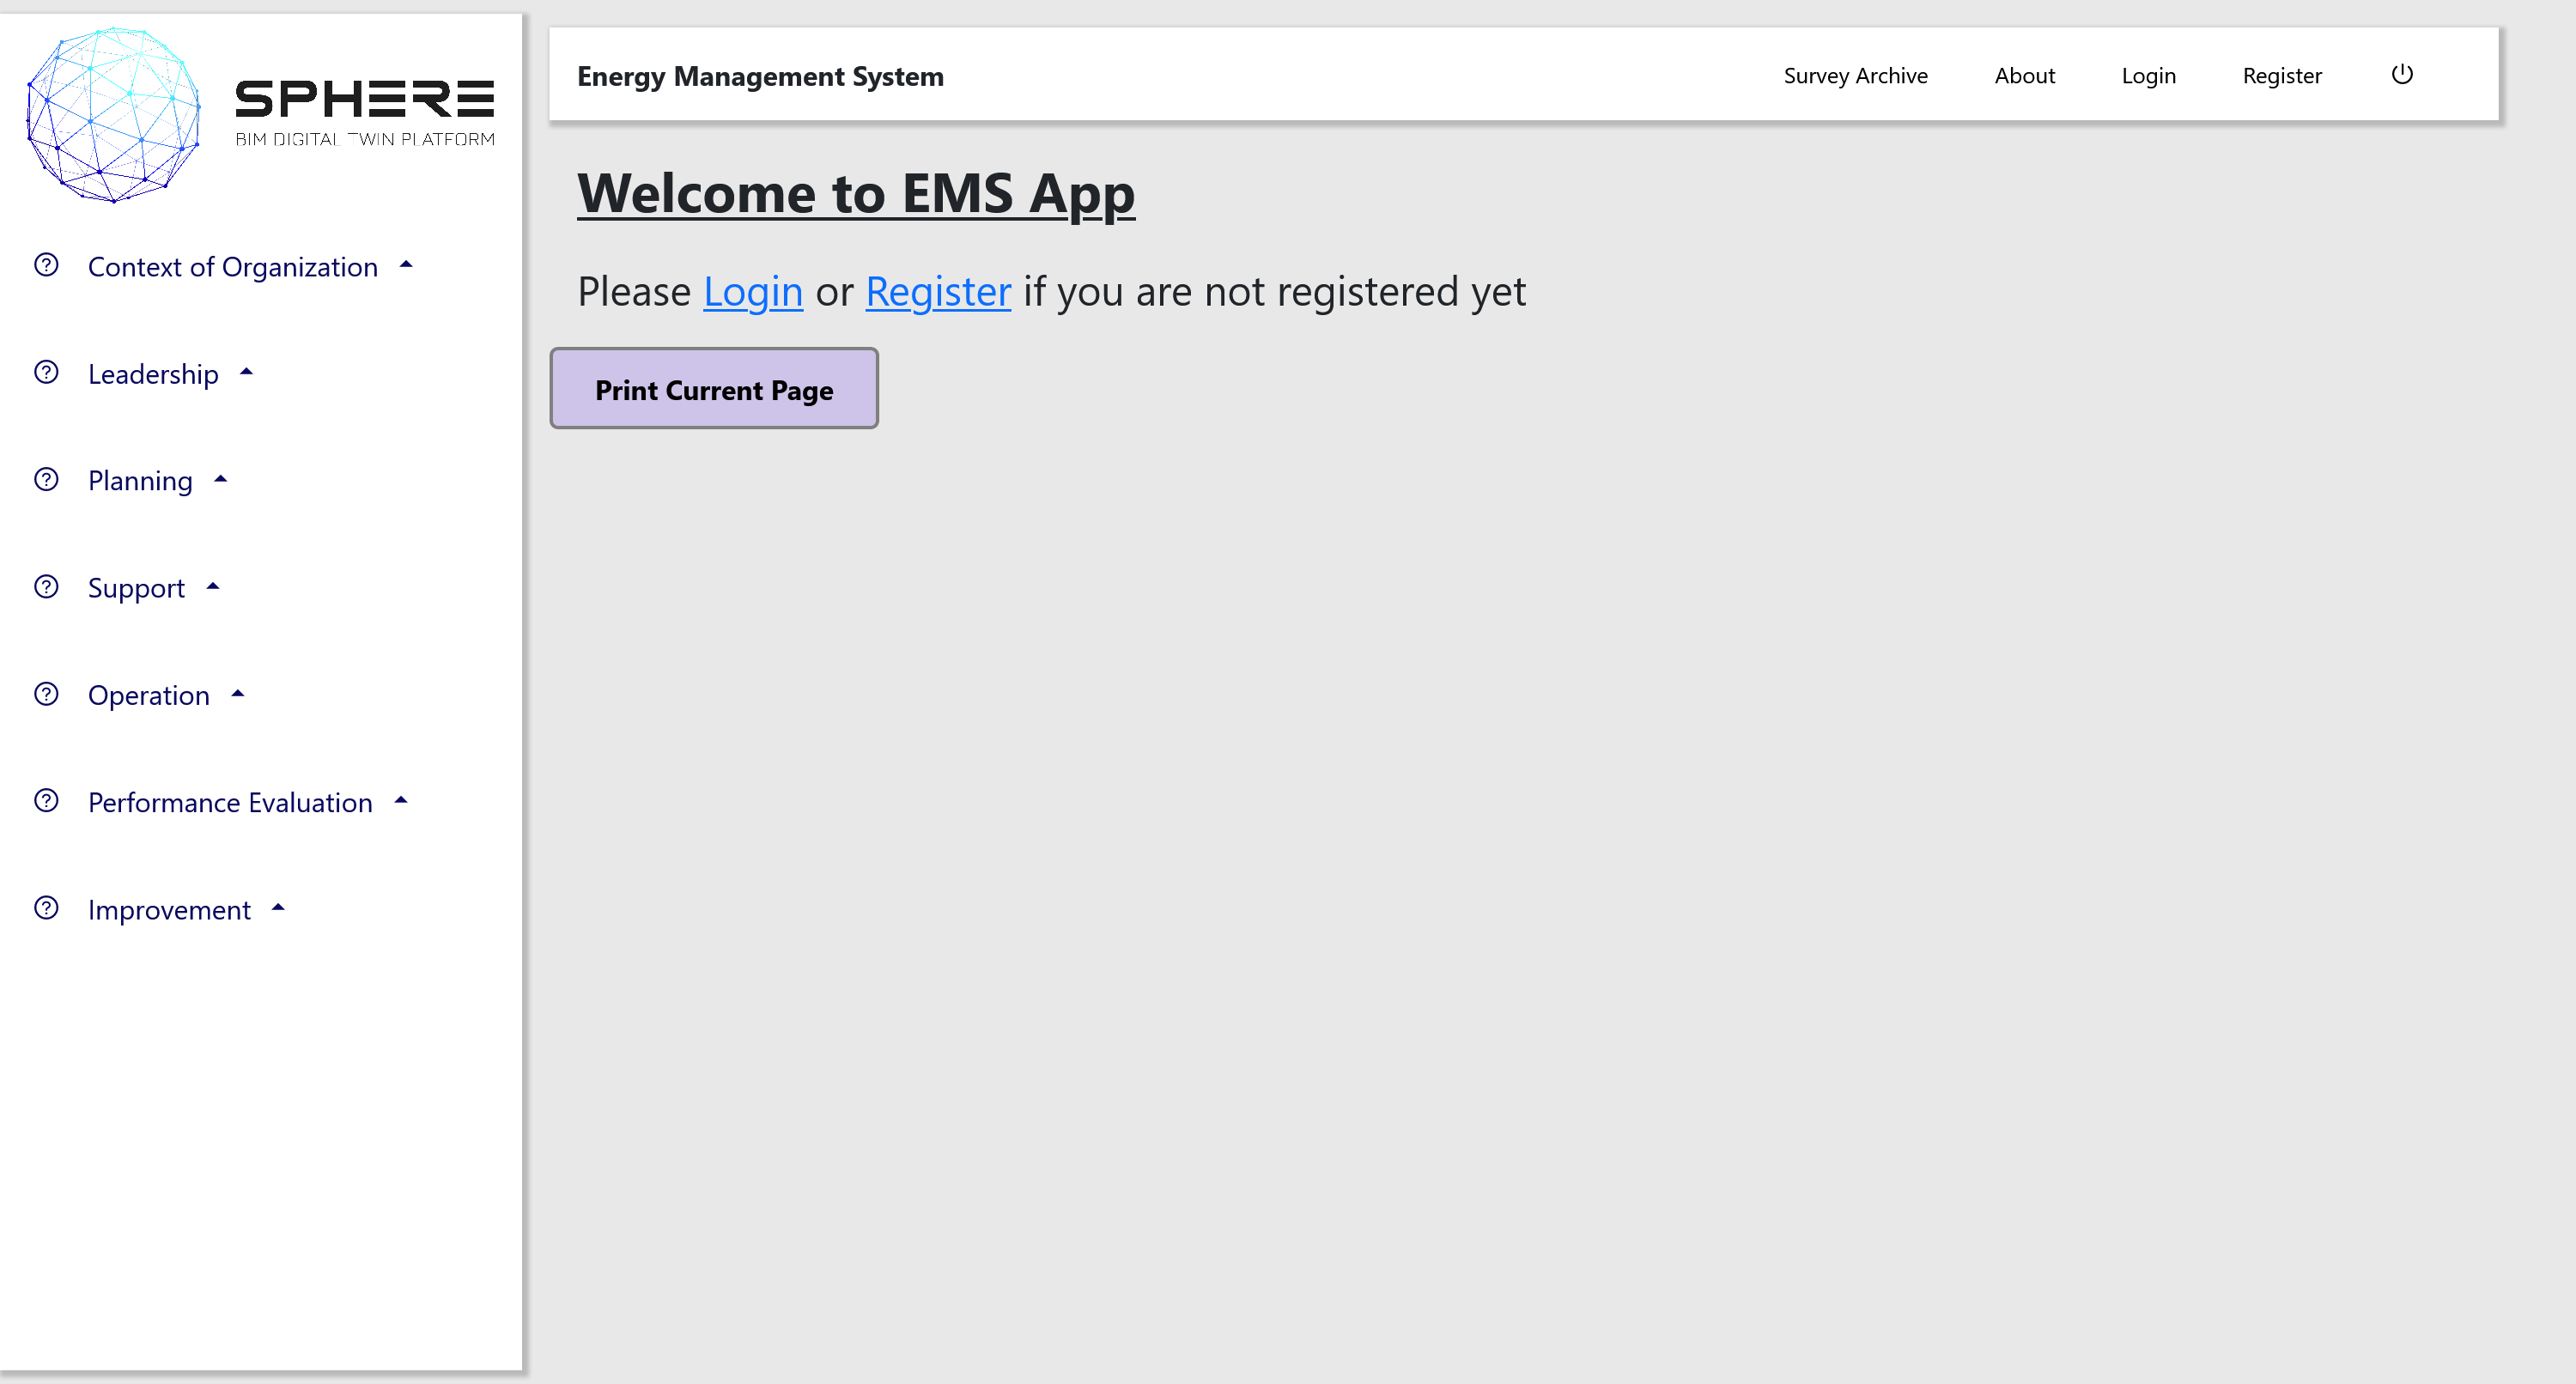 SPHERE
BIM DIGITAL TWIN PLATFORM
Context of Organization
Leadership
Planning
Support
Operation
Performance Evaluation
Improvement
Energy Management System
Survey Archive
About
Login
Register
Welcome to EMS App
Please Login or Register if you are not registered yet
Print Current Page